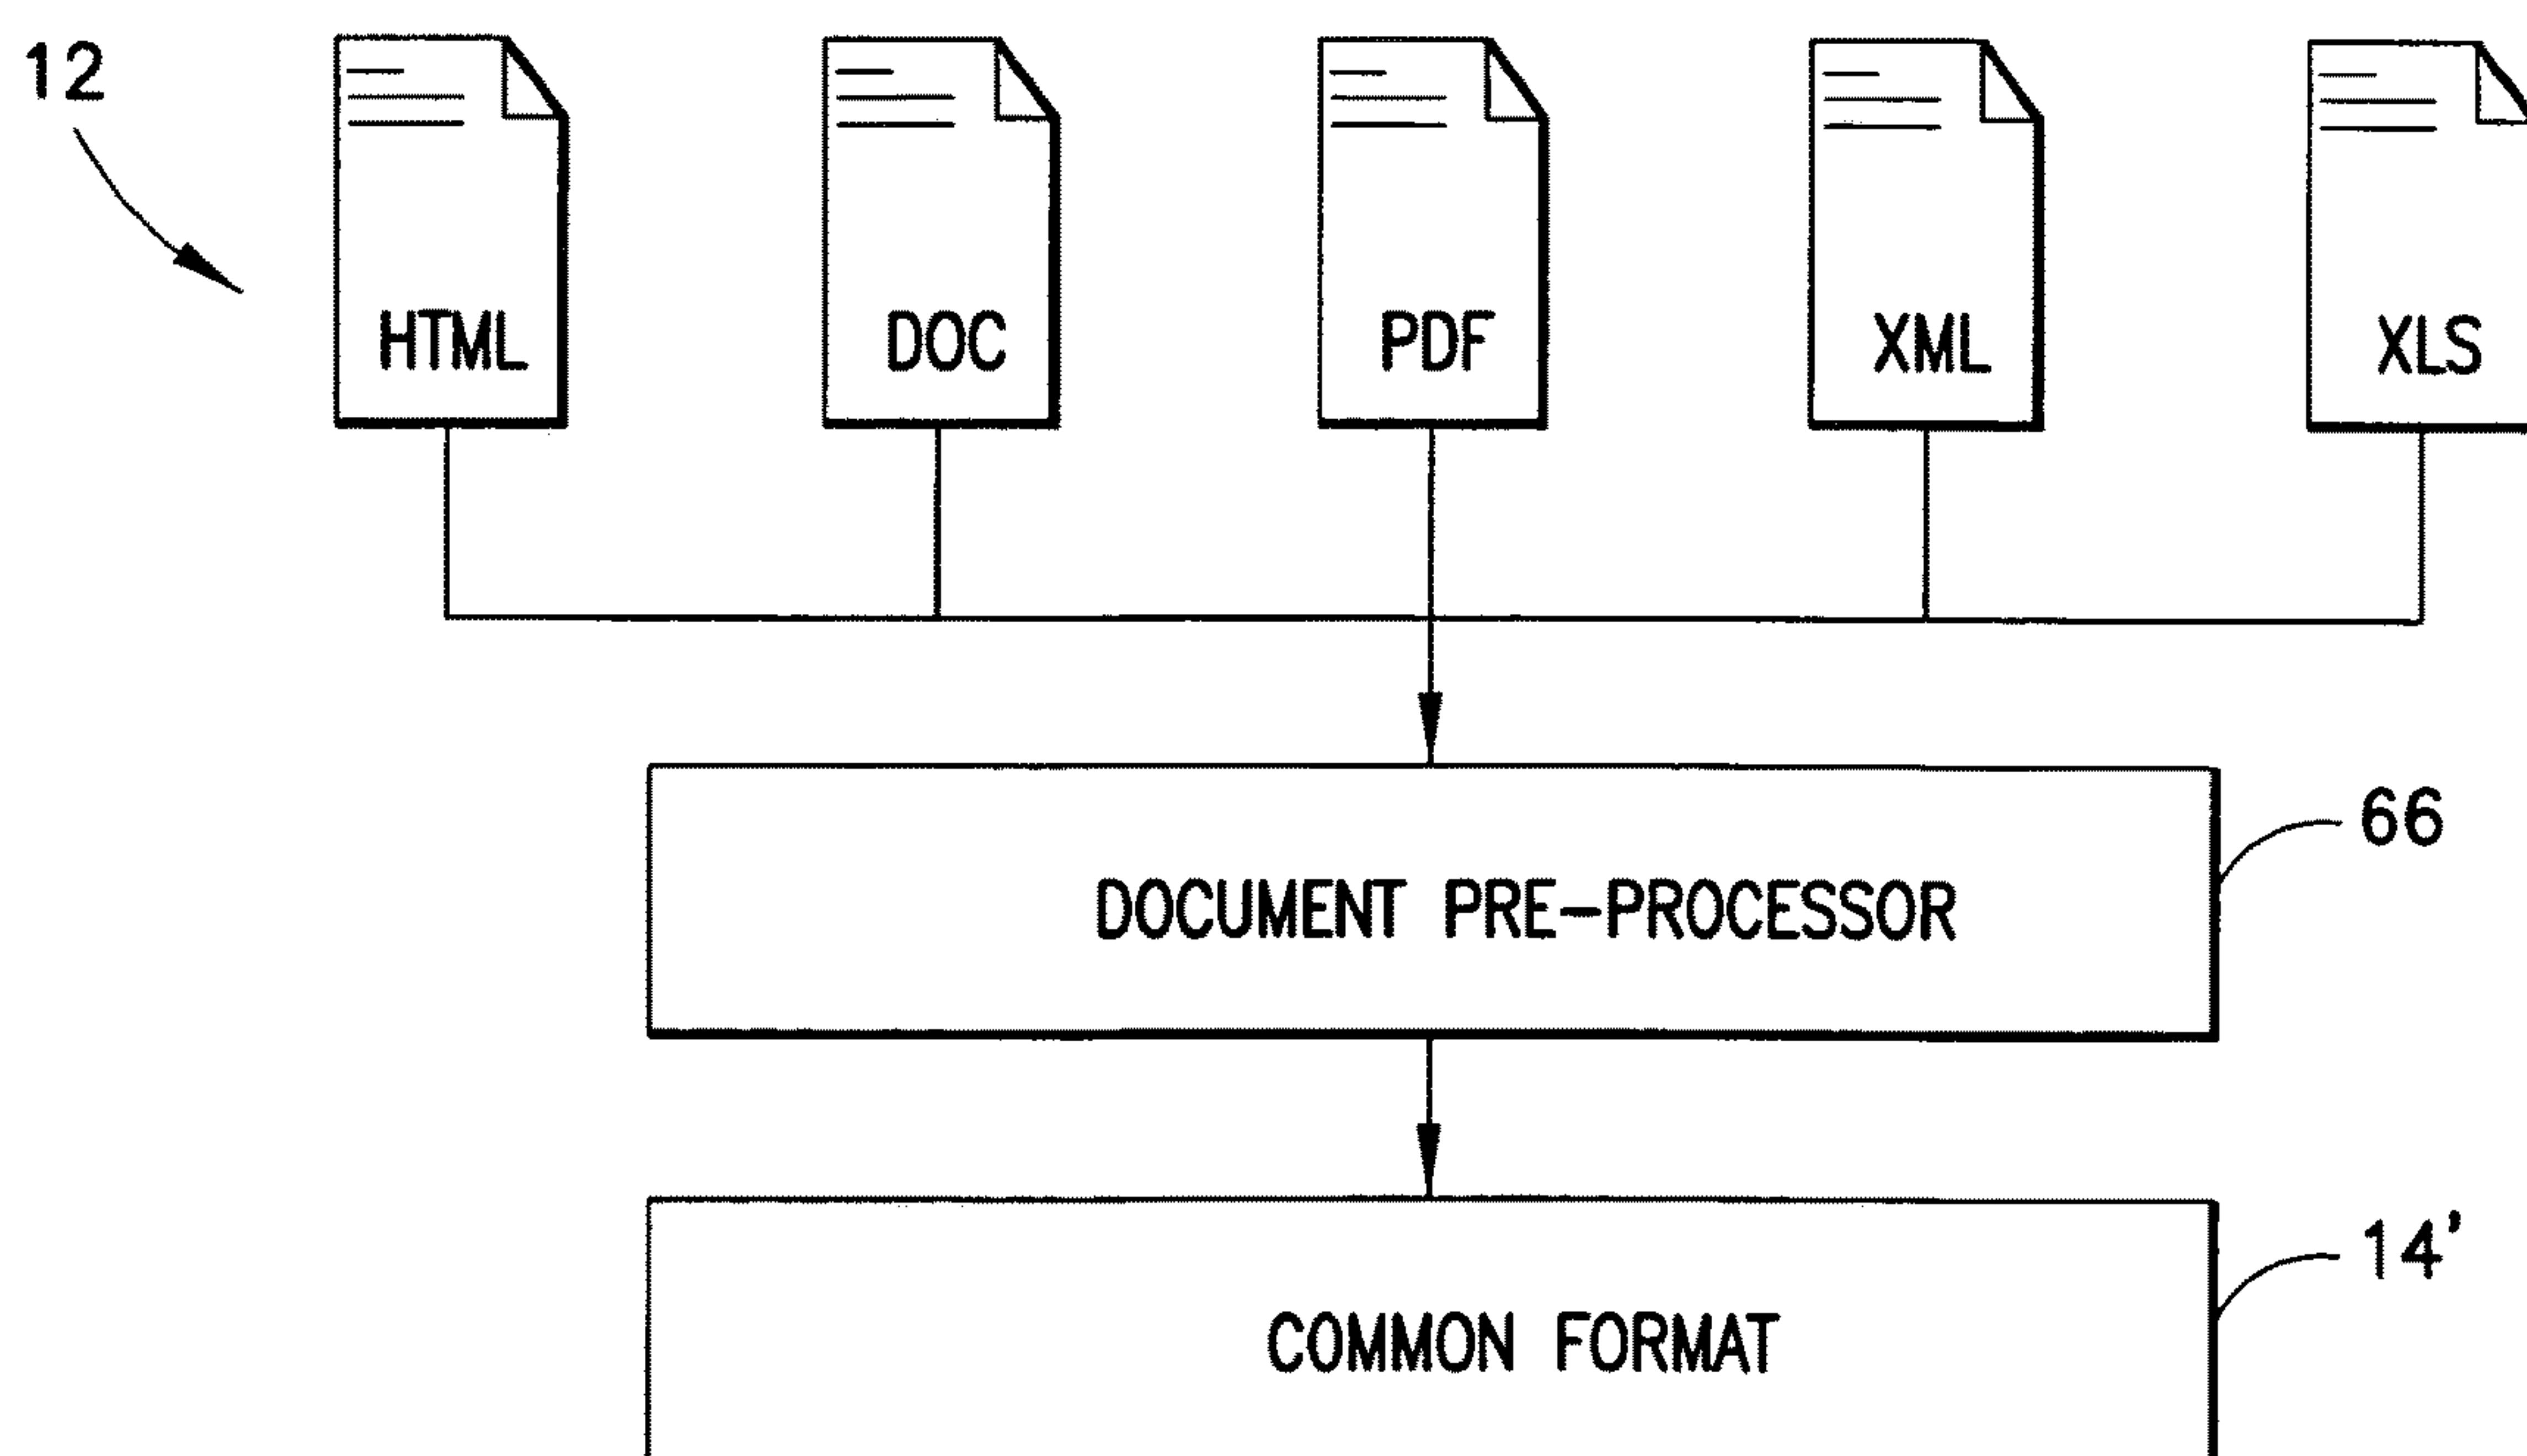 12
HTML DOC PDF XML XLS
66
DOCUMENT PRE-PROCESSOR
14'
COMMON FORMAT